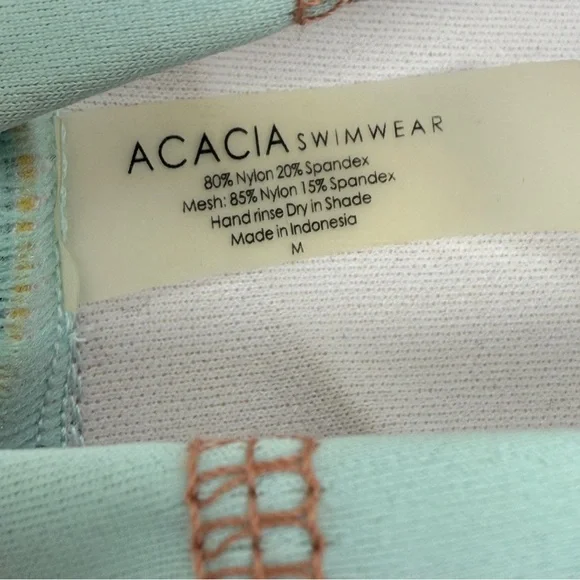 ACACIA SWIMWEAR
80% Nylon 20% Spandex
Mesh: 85% Nylon 15% Spandex
Hand rinse Dry in Shade
Made in Indonesia
M